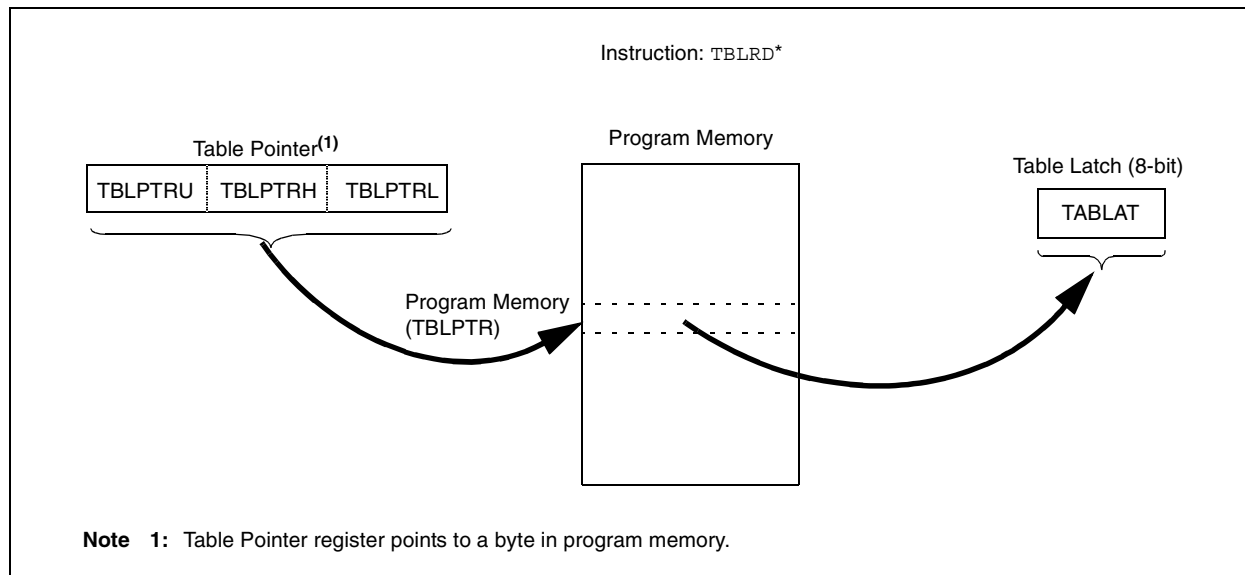 Instruction: TBLRD*
Table Pointer(1)
TBLPTRU TBLPTRH TBLPTRL
Program Memory
Table Latch (8-bit)
TABLAT
Program Memory
(TBLPTR)
Note 1: Table Pointer register points to a byte in program memory.